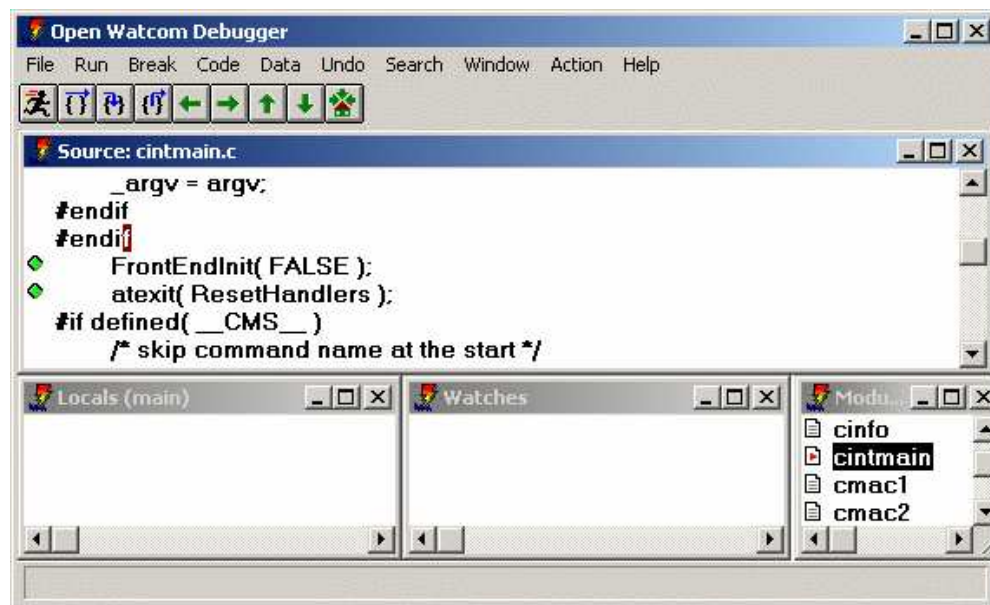 Open Watcom Debugger
File Run Break Code Data Undo Search Window Action Help
Source: cintmain.c
_argv = argv;
#endif
#endif
FrontEndInit( FALSE );
atexit( ResetHandlers );
#if defined( __CMS__ )
/* skip command name at the start */
Locals (main)
Watches
Modu...
cinfo
cintmain
cmac1
cmac2